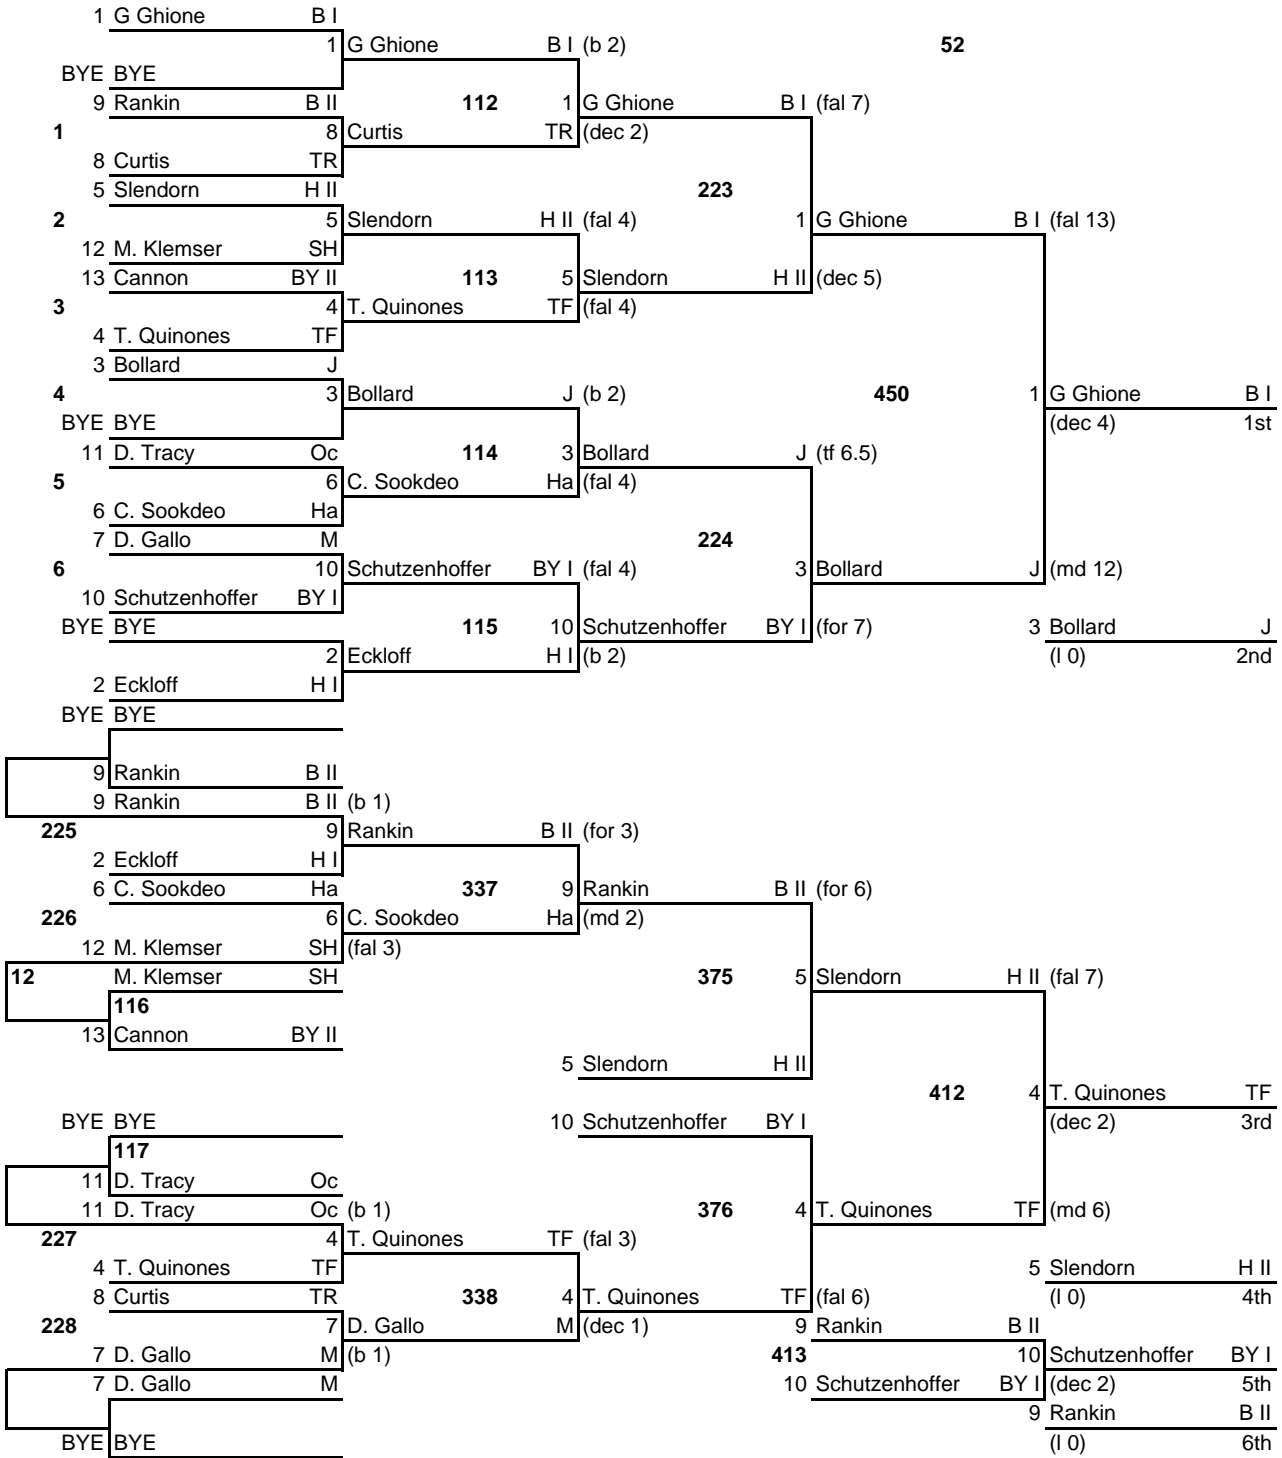 1 G Ghione B I
1 G Ghione B I (b 2) 52
BYE BYE
9 Rankin B II 112 1 G Ghione B I (fal 7)
1 8 Curtis TR (dec 2)
8 Curtis TR
5 Slendorn H II 223
2 5 Slendorn H II (fal 4) 1 G Ghione B I (fal 13)
12 M. Klemser SH
13 Cannon BY II 113 5 Slendorn H II (dec 5)
3 4 T. Quinones TF (fal 4)
4 T. Quinones TF
3 Bollard J
4 3 Bollard J (b 2) 450 1 G Ghione B I
BYE BYE (dec 4) 1st
11 D. Tracy Oc 114 3 Bollard J (tf 6.5)
5 6 C. Sookdeo Ha (fal 4)
6 C. Sookdeo Ha
7 D. Gallo M 224
6 10 Schutzenhoffer BY I (fal 4) 3 Bollard J (md 12)
10 Schutzenhoffer BY I
BYE BYE 115 10 Schutzenhoffer BY I (for 7) 3 Bollard J
2 Eckloff H I (b 2) (l 0) 2nd
2 Eckloff H I
BYE BYE
9 Rankin B II
9 Rankin B II (b 1)
225 9 Rankin B II (for 3)
2 Eckloff H I
6 C. Sookdeo Ha 337 9 Rankin B II (for 6)
226 6 C. Sookdeo Ha (md 2)
12 M. Klemser SH (fal 3)
12 M. Klemser SH 375 5 Slendorn H II (fal 7)
116
13 Cannon BY II
5 Slendorn H II
412 4 T. Quinones TF
BYE BYE 10 Schutzenhoffer BY I (dec 2) 3rd
117
11 D. Tracy Oc
11 D. Tracy Oc (b 1) 376 4 T. Quinones TF (md 6)
227 4 T. Quinones TF (fal 3)
4 T. Quinones TF 5 Slendorn H II
8 Curtis TR 338 4 T. Quinones TF (fal 6) (l 0) 4th
228 7 D. Gallo M (dec 1) 9 Rankin B II
7 D. Gallo M (b 1) 413 10 Schutzenhoffer BY I
7 D. Gallo M 10 Schutzenhoffer BY I (dec 2) 5th
9 Rankin B II
BYE BYE (l 0) 6th